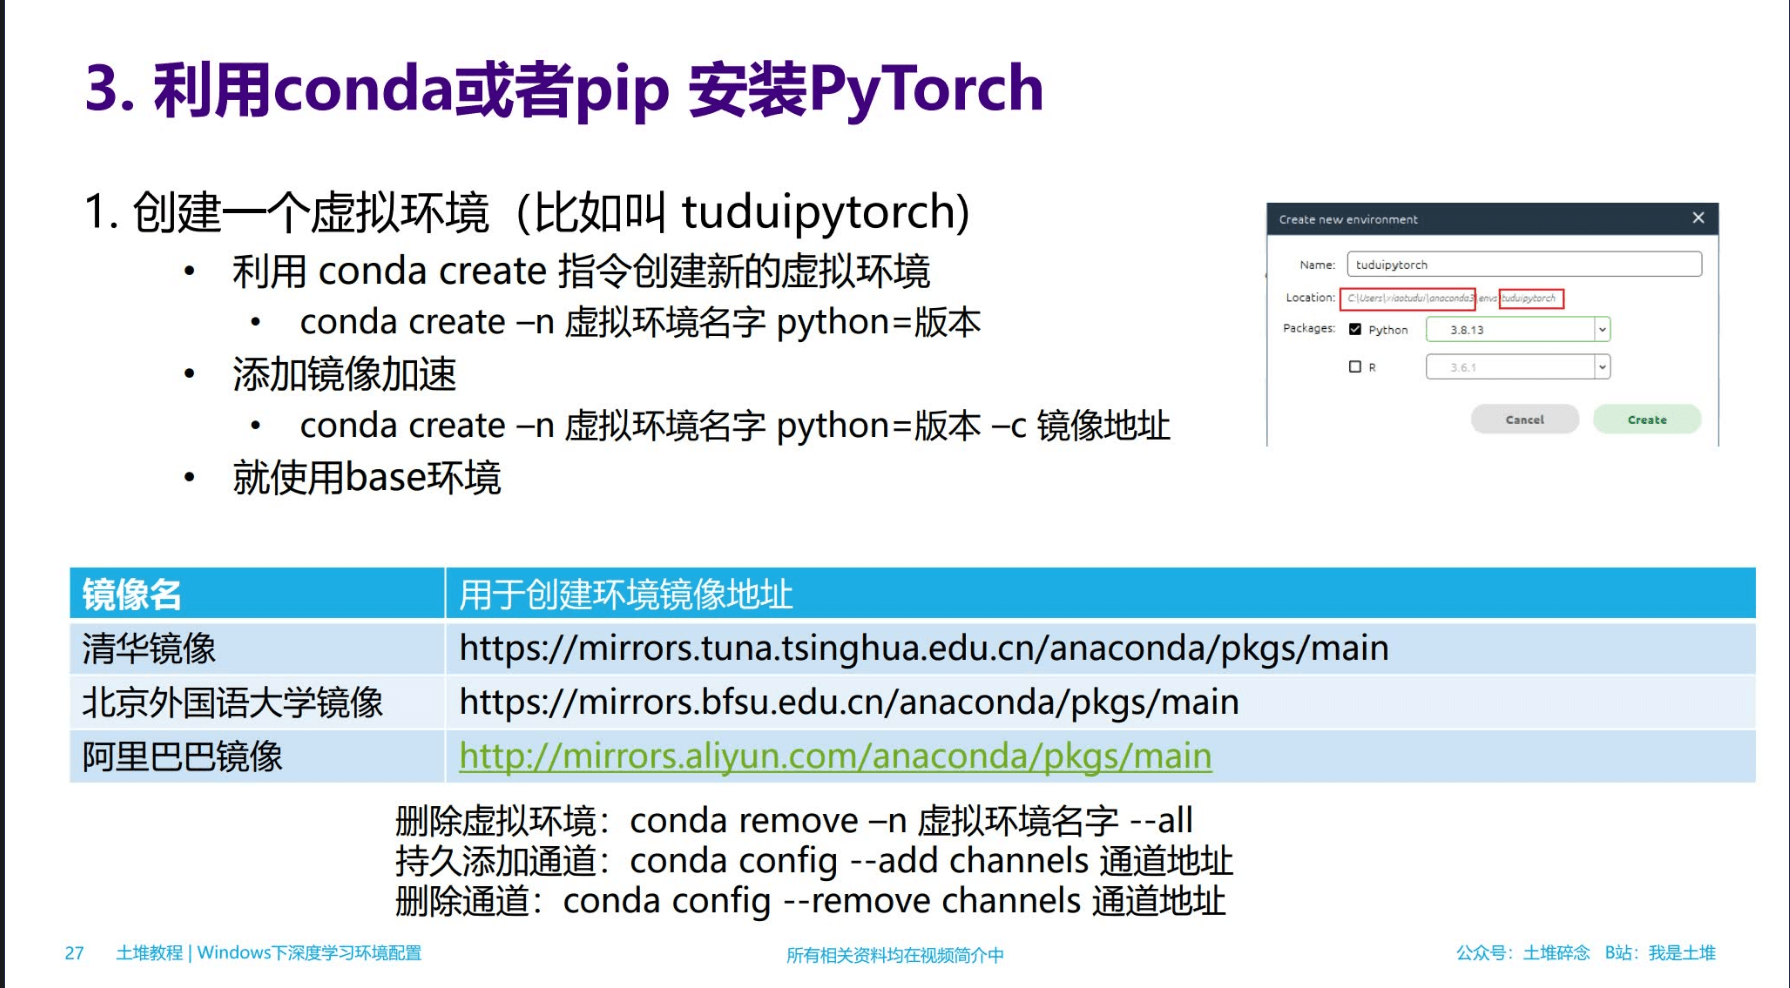 3. 利用conda或者pip 安装PyTorch
1. 创建一个虚拟环境（比如叫 tuduipytorch)
• 利用 conda create 指令创建新的虚拟环境
• conda create –n 虚拟环境名字 python=版本
• 添加镜像加速
• conda create –n 虚拟环境名字 python=版本 –c 镜像地址
• 就使用base环境
Create new environment
Name: tuduipytorch
Location: C:\Users\xiaotudui\anaconda3\envs\tuduipytorch
Packages: Python 3.8.13
R 3.6.1
Cancel Create
镜像名 用于创建环境镜像地址
清华镜像 https://mirrors.tuna.tsinghua.edu.cn/anaconda/pkgs/main
北京外国语大学镜像 https://mirrors.bfsu.edu.cn/anaconda/pkgs/main
阿里巴巴镜像 http://mirrors.aliyun.com/anaconda/pkgs/main
删除虚拟环境：conda remove –n 虚拟环境名字 --all
持久添加通道：conda config --add channels 通道地址
删除通道：conda config --remove channels 通道地址
27 土堆教程 | Windows下深度学习环境配置 所有相关资料均在视频简介中 公众号：土堆碎念 B站：我是土堆